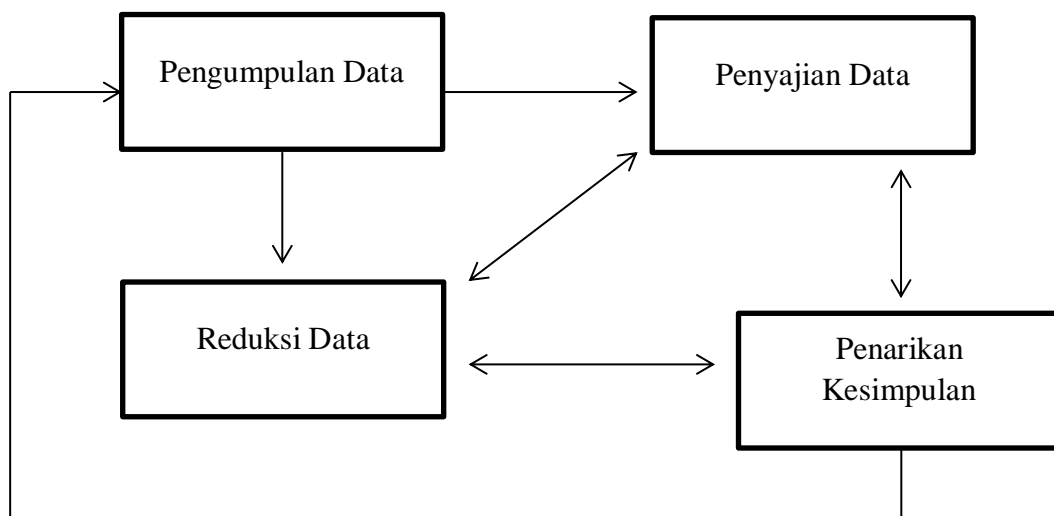 Pengumpulan Data
Penyajian Data
Reduksi Data
Penarikan
Kesimpulan